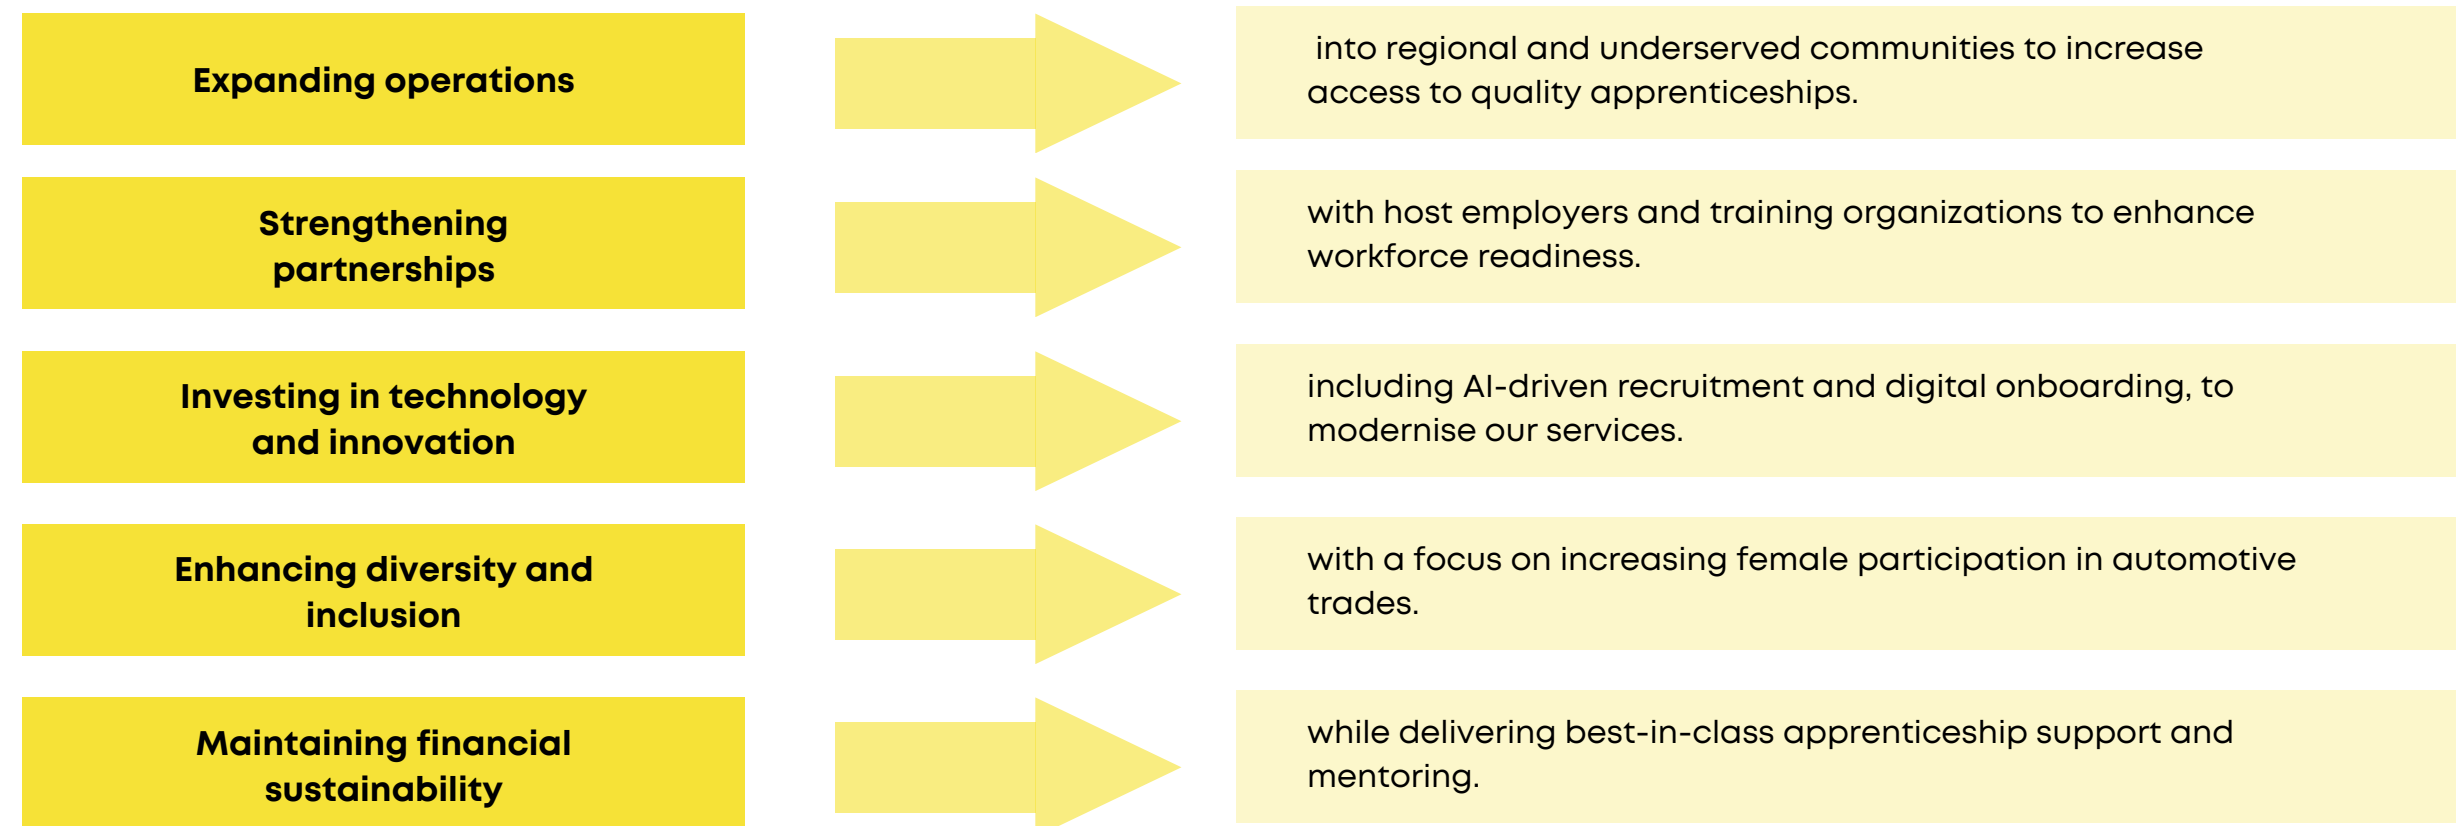 Expanding operations
into regional and underserved communities to increase
access to quality apprenticeships.
Strengthening
partnerships
with host employers and training organizations to enhance
workforce readiness.
Investing in technology
and innovation
including AI-driven recruitment and digital onboarding, to
modernise our services.
Enhancing diversity and
inclusion
with a focus on increasing female participation in automotive
trades.
Maintaining financial
sustainability
while delivering best-in-class apprenticeship support and
mentoring.